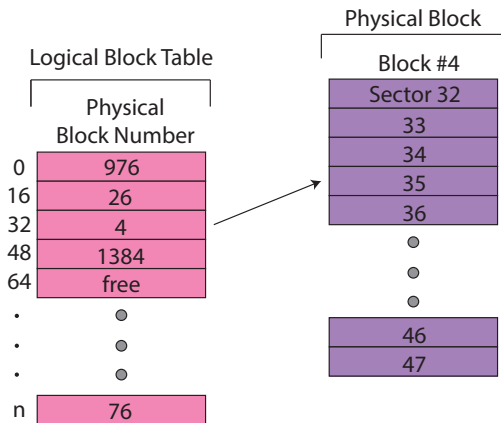 Logical Block Table
Physical
Block Number
0 976
16 26
32 4
48 1384
64 free
.
.
.
n 76
Physical Block
Block #4
Sector 32
33
34
35
36
46
47